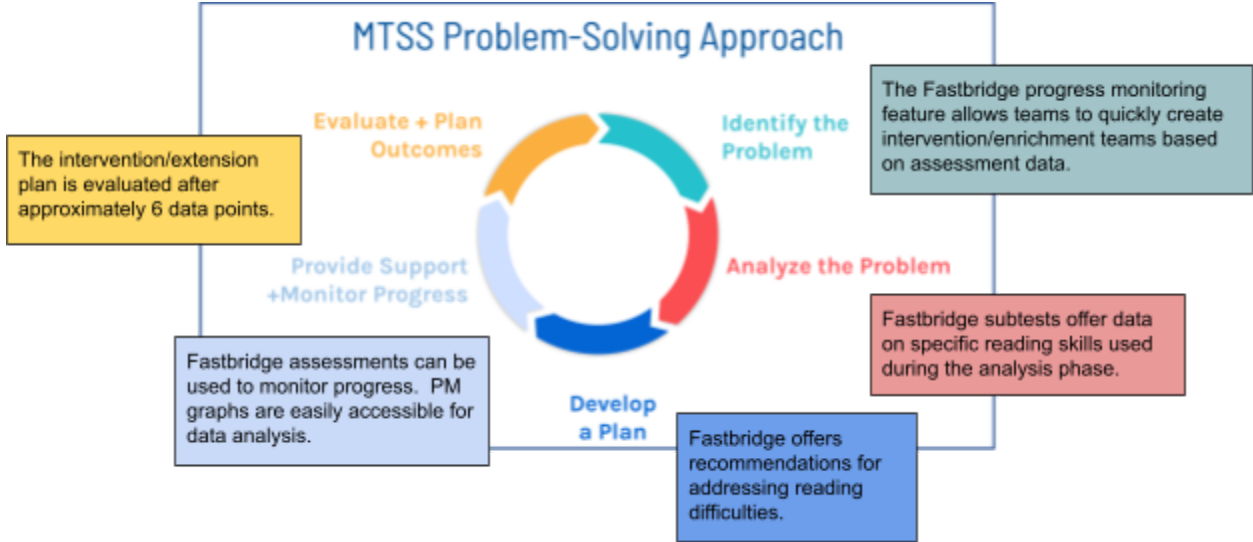 MTSS Problem-Solving Approach
Identify the
Problem
The Fastbridge progress monitoring
feature allows teams to quickly create
intervention/enrichment teams based
on assessment data.
Analyze the Problem
Fastbridge subtests offer data
on specific reading skills used
during the analysis phase.
Develop
a Plan
Fastbridge offers
recommendations for
addressing reading
difficulties.
Provide Support
+Monitor Progress
Fastbridge assessments can be
used to monitor progress.  PM
graphs are easily accessible for
data analysis.
Evaluate + Plan
Outcomes
The intervention/extension
plan is evaluated after
approximately 6 data points.